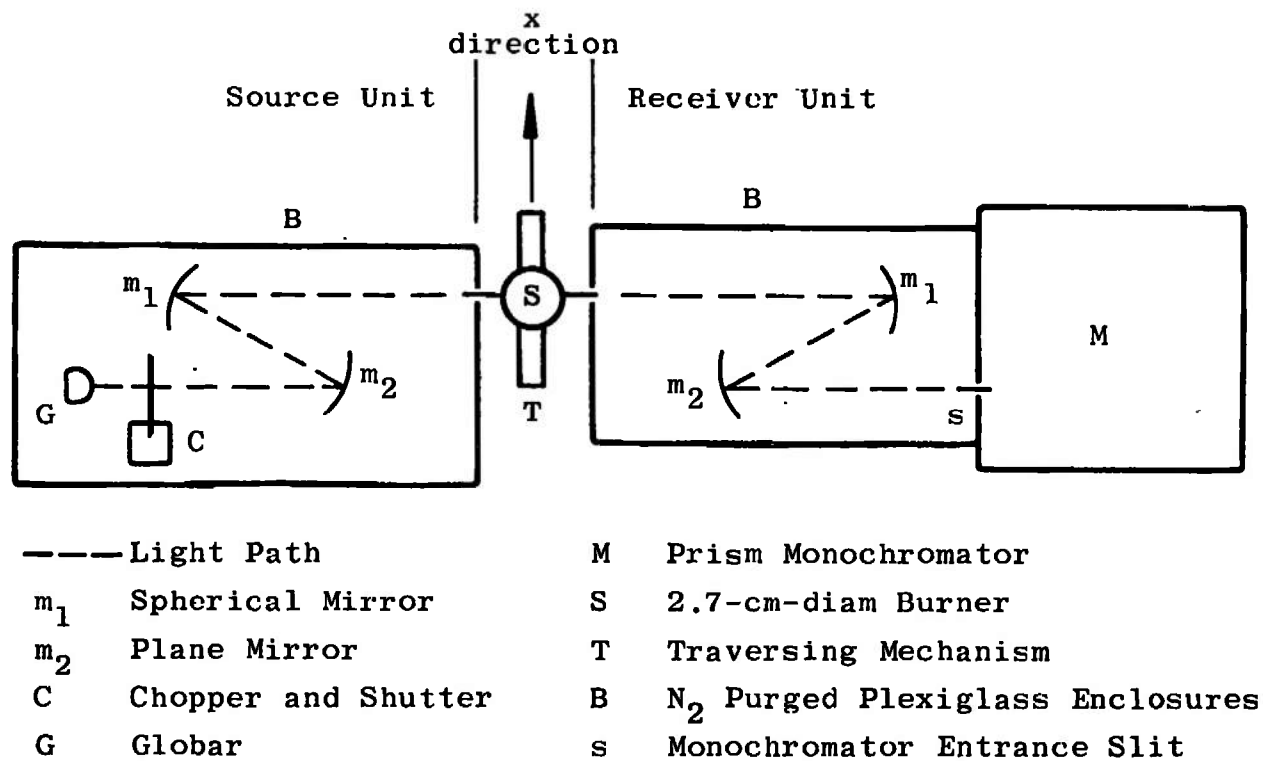 x
direction
Source Unit
Receiver Unit
B
B
m₁
S
m₁
M
m₂
m₂
G
C
T
s
---Light Path
M Prism Monochromator
m₁ Spherical Mirror
S 2.7-cm-diam Burner
m₂ Plane Mirror
T Traversing Mechanism
C Chopper and Shutter
B N₂ Purged Plexiglass Enclosures
G Globar
s Monochromator Entrance Slit